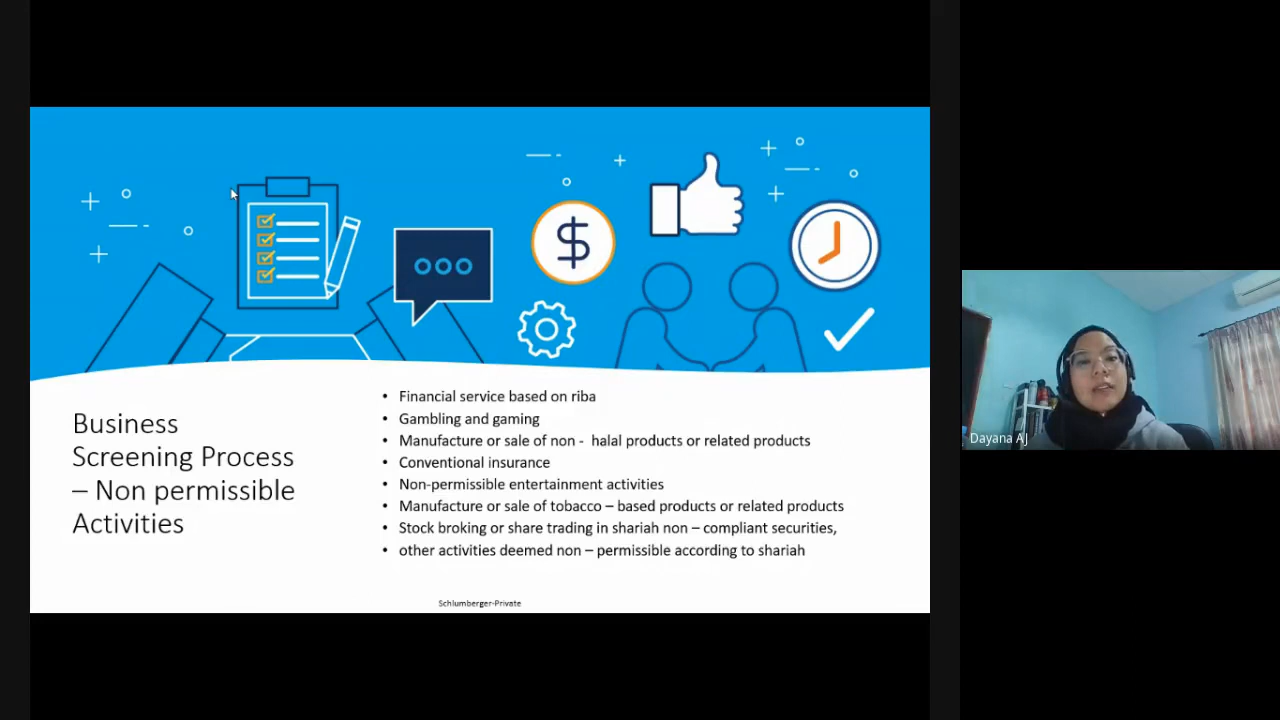 Business
Screening Process
– Non permissible
Activities
• Financial service based on riba
• Gambling and gaming
• Manufacture or sale of non -  halal products or related products
• Conventional insurance
• Non-permissible entertainment activities
• Manufacture or sale of tobacco – based products or related products
• Stock broking or share trading in shariah non – compliant securities,
• other activities deemed non – permissible according to shariah
Schlumberger-Private
Dayana AJ